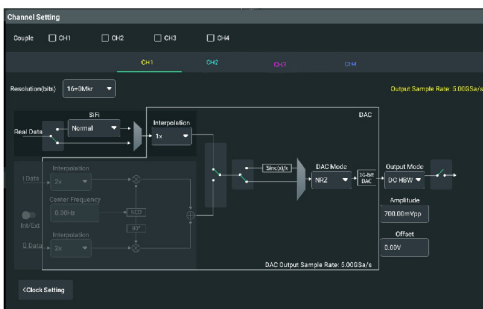 Channel Setting
Couple CH1 CH2 CH3 CH4
CH1 CH2 CH3 CH4
Resolution(bits) 16+0Mkr Output Sample Rate: 5.00GSa/s
SiFi Interpolation DAC
Real Data Normal 1x
Interpolation
I Data 2x
Sinc(x)/x DAC Mode Output Mode
NRZ 16-bit DAC DC HBW
Center Frequency Amplitude
0.00Hz NCO 700.00mVpp
Int/Ext Offset
Interpolation 0.00V
Q Data 2x
DAC Output Sample Rate: 5.00GSa/s
<Clock Setting